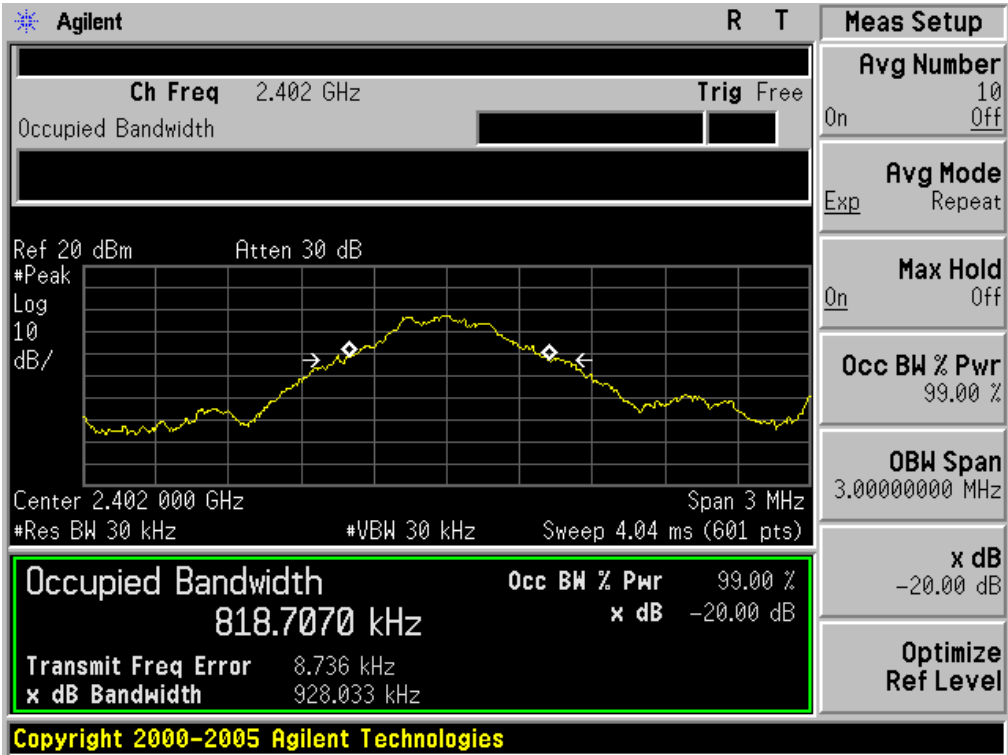 Agilent R T
Ch Freq 2.402 GHz Trig Free
Occupied Bandwidth
Ref 20 dBm Atten 30 dB
#Peak
Log
10
dB/
Center 2.402 000 GHz Span 3 MHz
#Res BW 30 kHz #VBW 30 kHz Sweep 4.04 ms (601 pts)
Occupied Bandwidth Occ BW % Pwr 99.00 %
818.7070 kHz x dB -20.00 dB
Transmit Freq Error 8.736 kHz
x dB Bandwidth 928.033 kHz
Copyright 2000-2005 Agilent Technologies
Meas Setup
Avg Number
10
On Off
Avg Mode
Exp Repeat
Max Hold
On Off
Occ BW % Pwr
99.00 %
OBW Span
3.00000000 MHz
x dB
-20.00 dB
Optimize
Ref Level